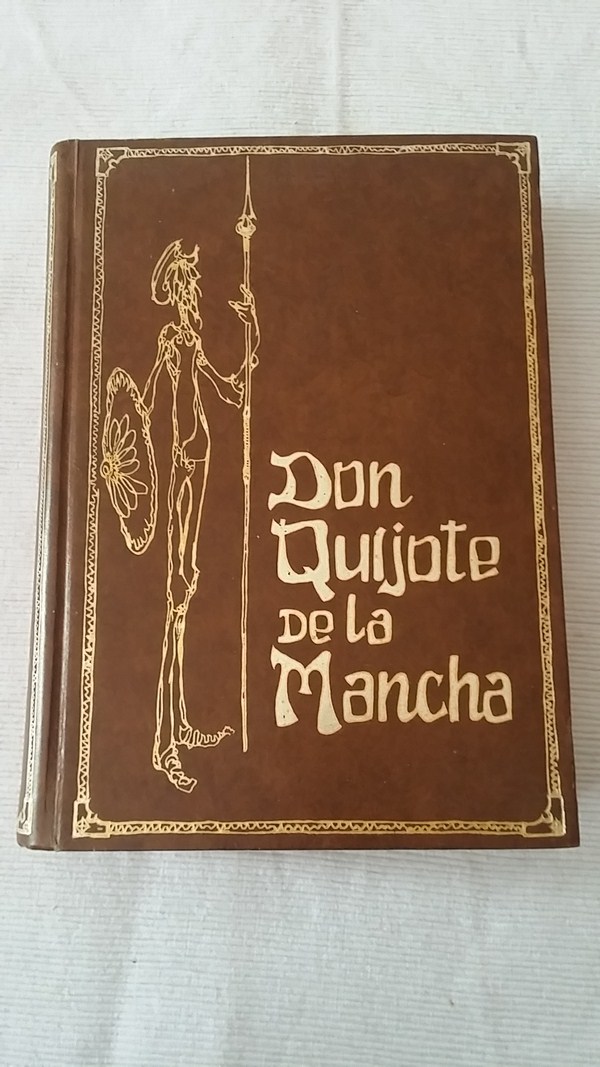 Don
Quijote
de la
Mancha